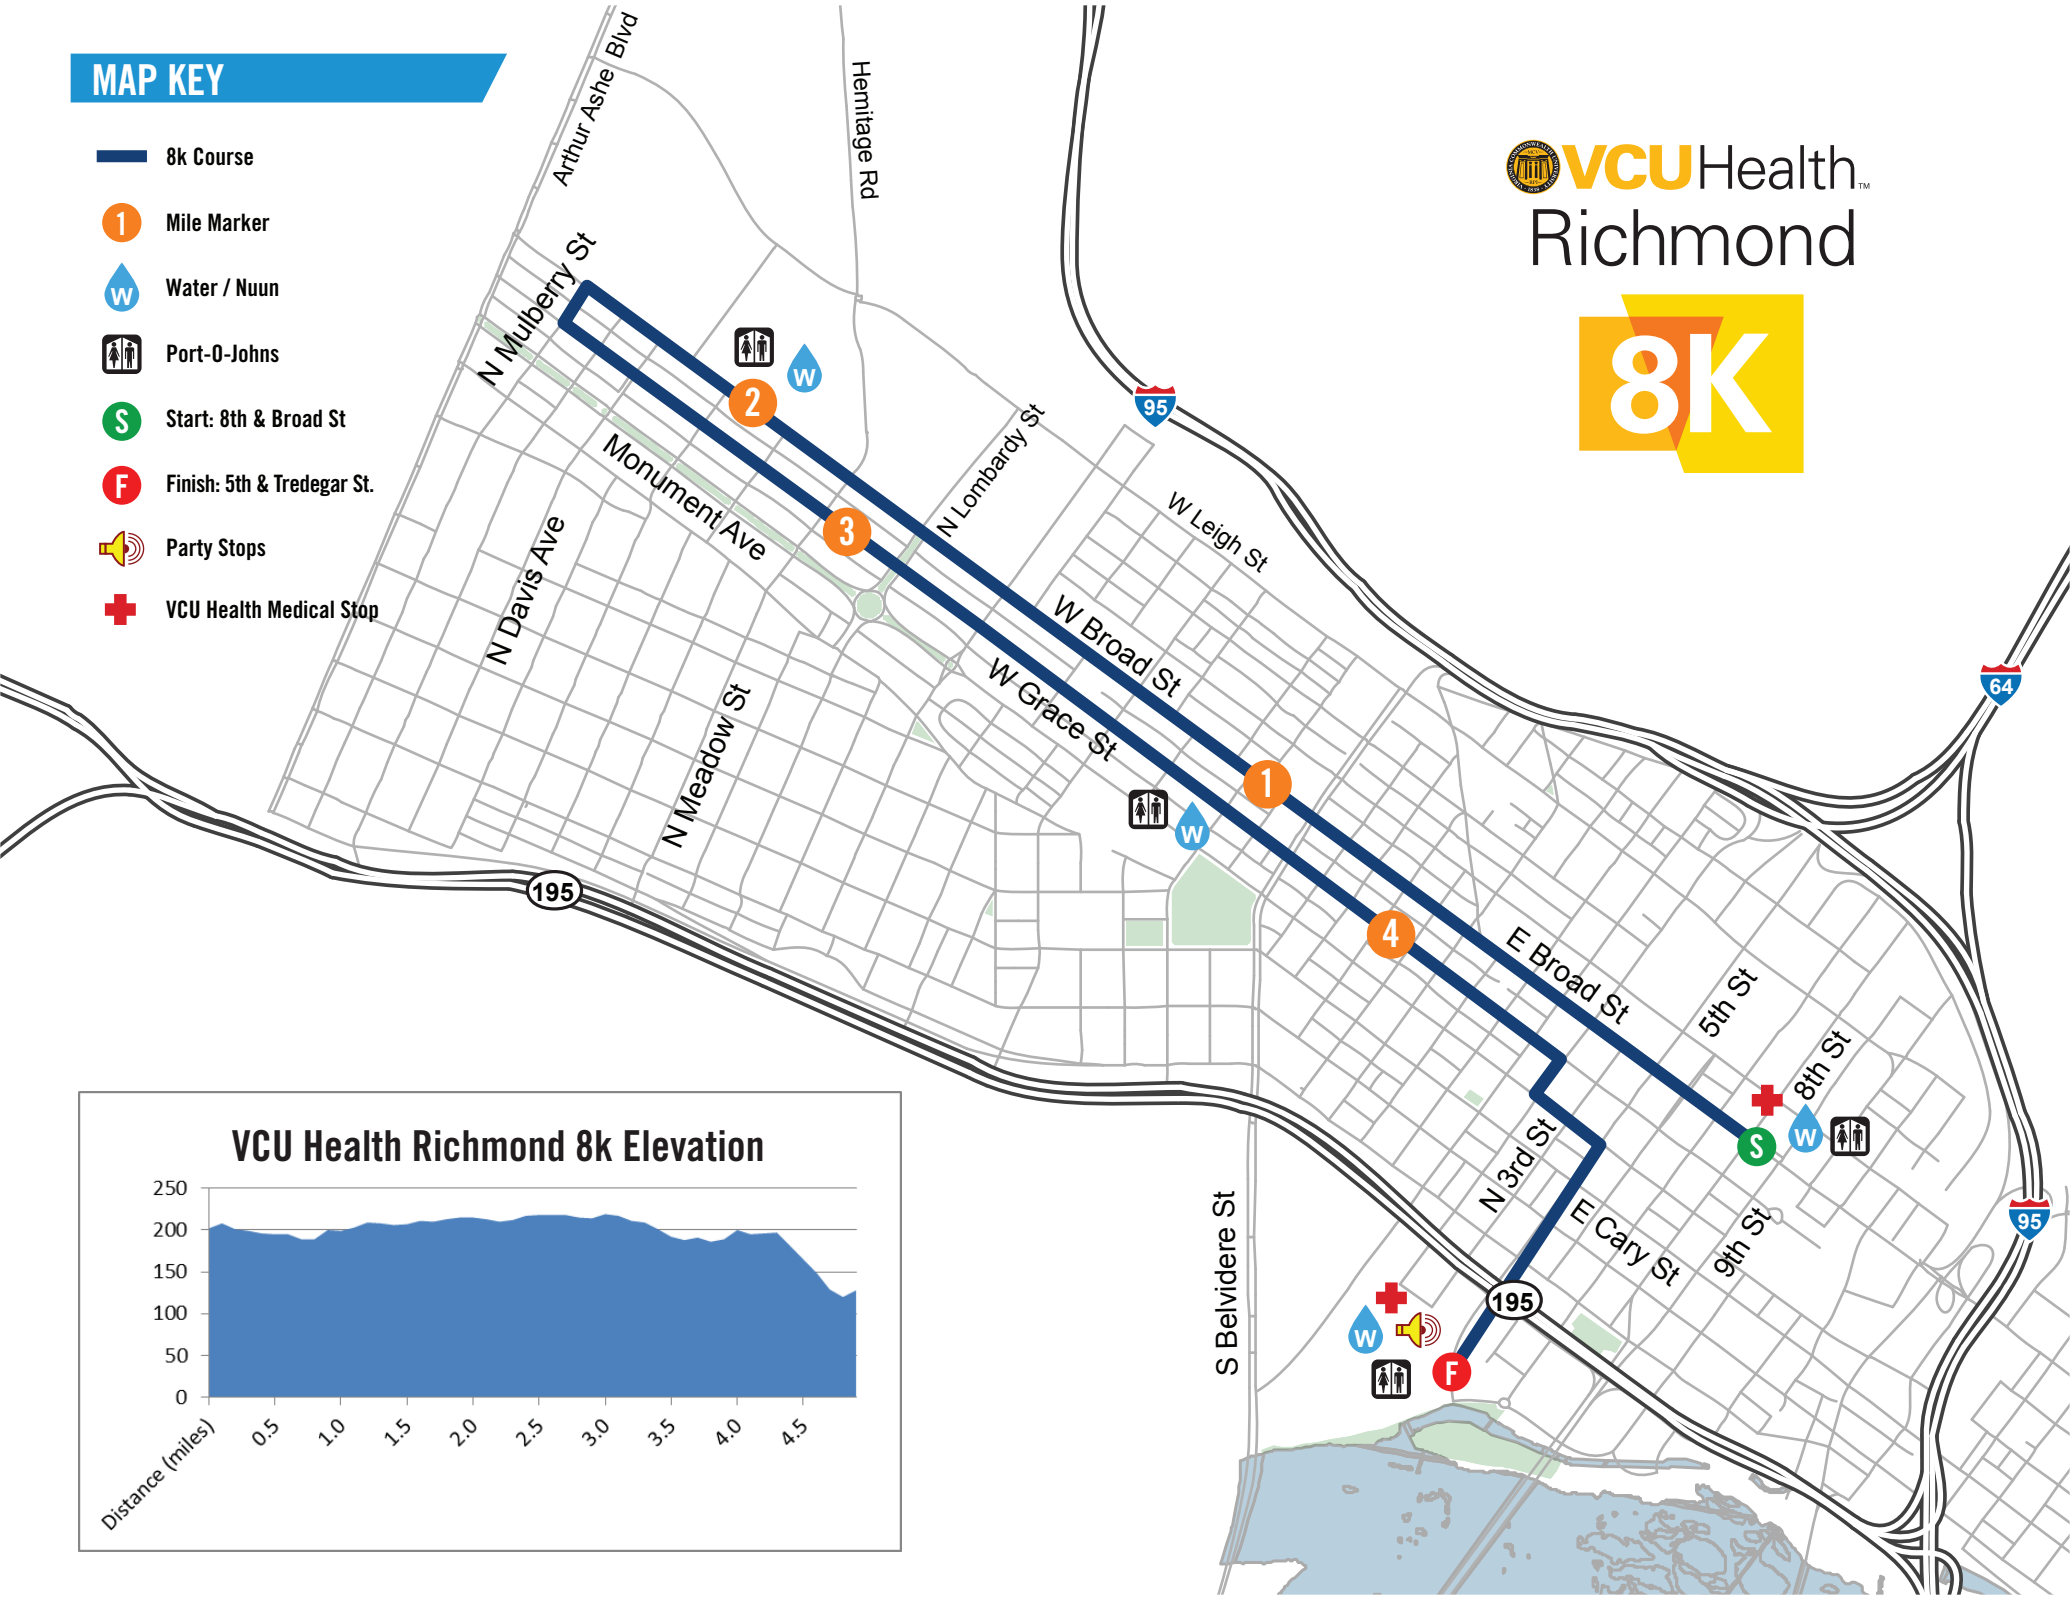 MAP KEY
8k Course
1
Mile Marker
W
Water / Nuun
Port-O-Johns
S
Start: 8th & Broad St
F
Finish: 5th & Tredegar St.
Party Stops
VCU Health Medical Stop
Arthur Ashe Blvd
Hemitage Rd
N Mulberry St
VCU Health™
Richmond
8K
95
W
2
Monument Ave
3
N Lombardy St
W Leigh St
N Davis Ave
W Broad St
64
W Grace St
N Meadow St
1
W
195
4
E Broad St
5th St
8th St
S
W
N 3rd St
E Cary St
9th St
95
S Belvidere St
195
W
F
VCU Health Richmond 8k Elevation
250
200
150
100
50
0
Distance (miles)
0.5
1.0
1.5
2.0
2.5
3.0
3.5
4.0
4.5